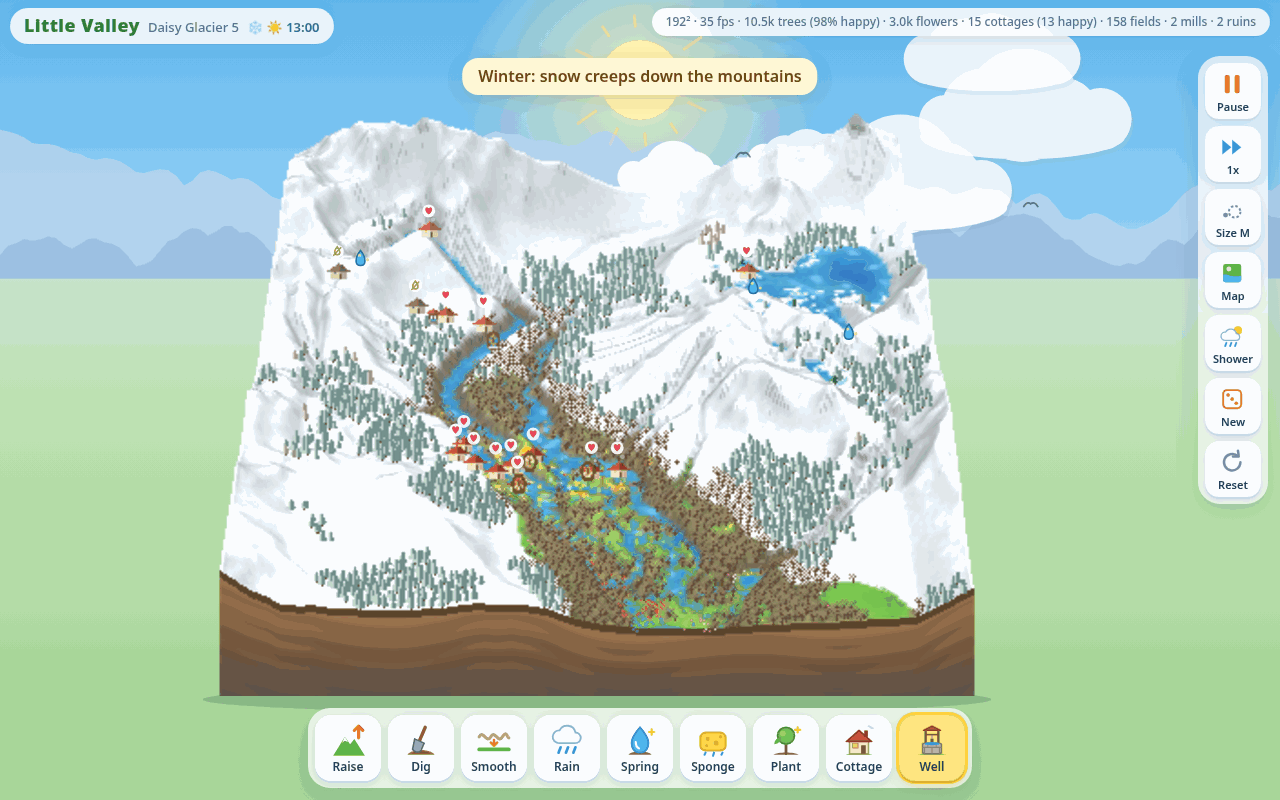 Little Valley Daisy Glacier 5 13:00
192² · 35 fps · 10.5k trees (98% happy) · 3.0k flowers · 15 cottages (13 happy) · 158 fields · 2 mills · 2 ruins
Winter: snow creeps down the mountains
Pause
1x
Size M
Map
Shower
New
Reset
Raise
Dig
Smooth
Rain
Spring
Sponge
Plant
Cottage
Well